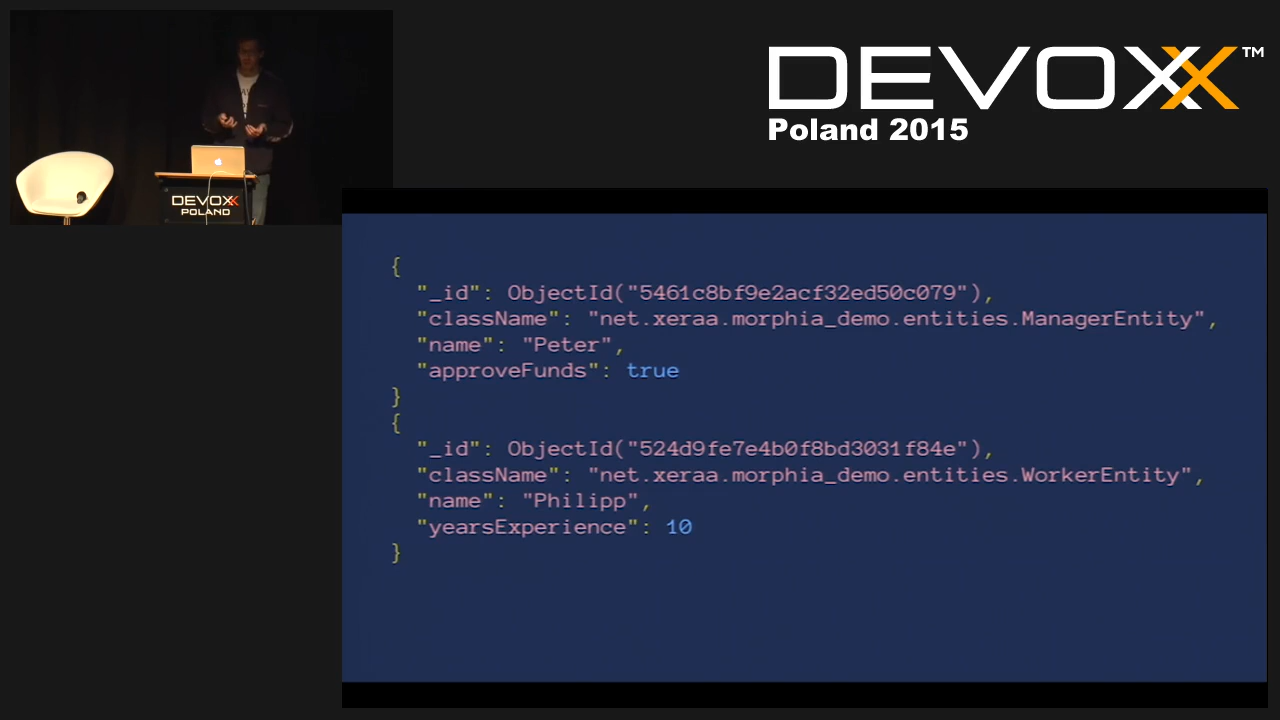 DEVOXX™
Poland 2015
DEVOXX
POLAND
{
"_id": ObjectId("5461c8bf9e2acf32ed50c079"),
"className": "net.xeraa.morphia_demo.entities.ManagerEntity",
"name": "Peter",
"approveFunds": true
}
{
"_id": ObjectId("524d9fe7e4b0f8bd3031f84e"),
"className": "net.xeraa.morphia_demo.entities.WorkerEntity",
"name": "Philipp",
"yearsExperience": 10
}